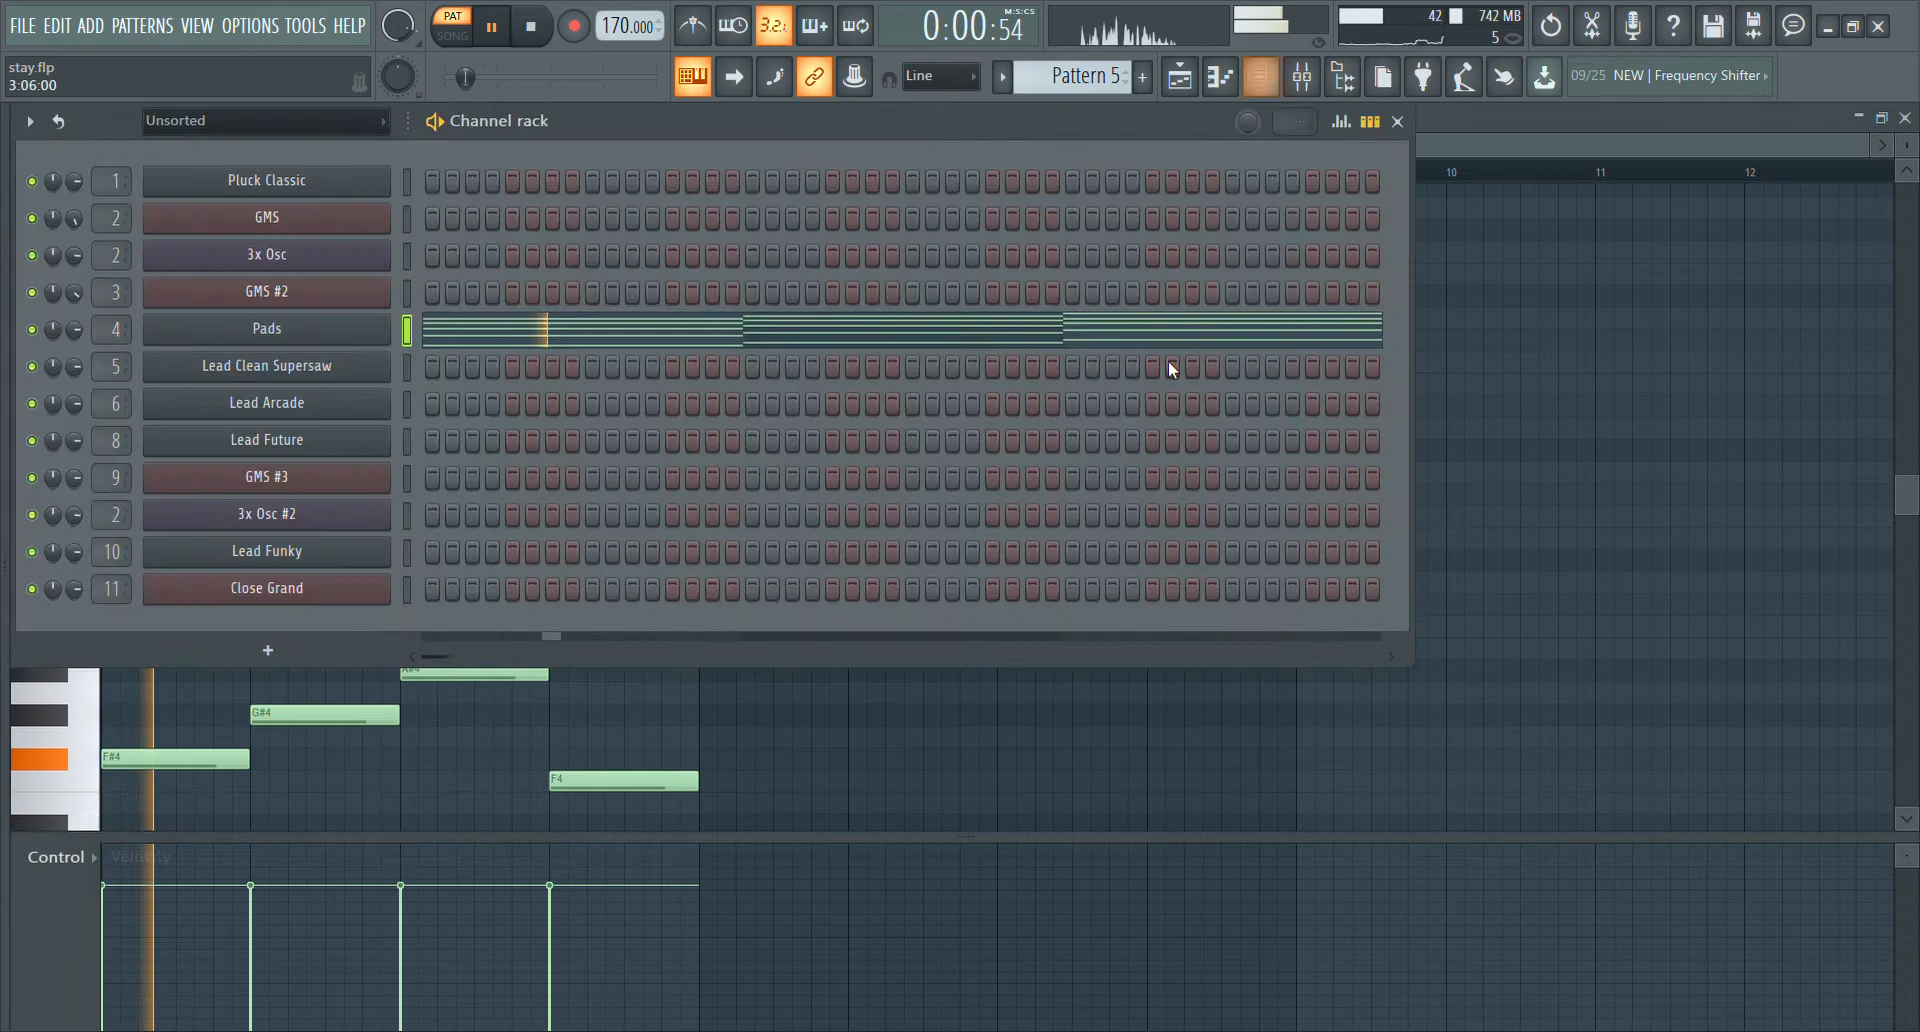 FILE EDIT ADD PATTERNS VIEW OPTIONS TOOLS HELP
PAT
SONG
170.000
3.2.1
0:00:54
M:S:CS
42
742 MB
5
stay.flp
3:06:00
Line
Pattern 5
+
09/25 NEW | Frequency Shifter
Unsorted
Channel rack
10
11
12
1
Pluck Classic
2
GMS
2
3x Osc
3
GMS #2
4
Pads
5
Lead Clean Supersaw
6
Lead Arcade
8
Lead Future
9
GMS #3
2
3x Osc #2
10
Lead Funky
11
Close Grand
+
A#4
G#4
F#4
F4
Control
Velocity